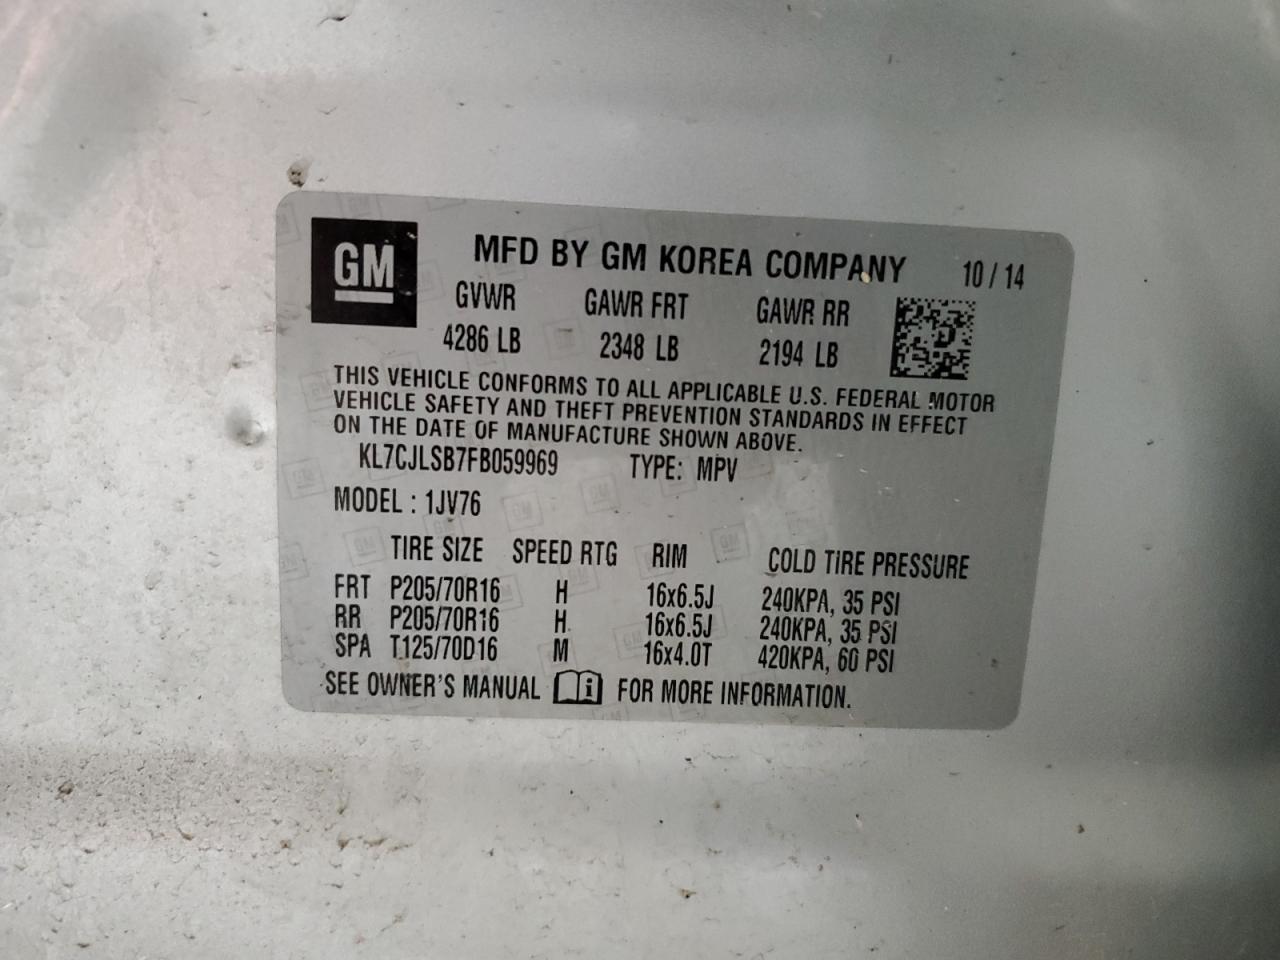 GM
MFD BY GM KOREA COMPANY 10 / 14
GVWR GAWR FRT GAWR RR
4286 LB 2348 LB 2194 LB
THIS VEHICLE CONFORMS TO ALL APPLICABLE U.S. FEDERAL MOTOR
VEHICLE SAFETY AND THEFT PREVENTION STANDARDS IN EFFECT
ON THE DATE OF MANUFACTURE SHOWN ABOVE.
KL7CJLSB7FB059969 TYPE: MPV
MODEL : 1JV76
TIRE SIZE SPEED RTG RIM COLD TIRE PRESSURE
FRT P205/70R16 H 16x6.5J 240KPA, 35 PSI
RR P205/70R16 H 16x6.5J 240KPA, 35 PSI
SPA T125/70D16 M 16x4.0T 420KPA, 60 PSI
SEE OWNER'S MANUAL i FOR MORE INFORMATION.